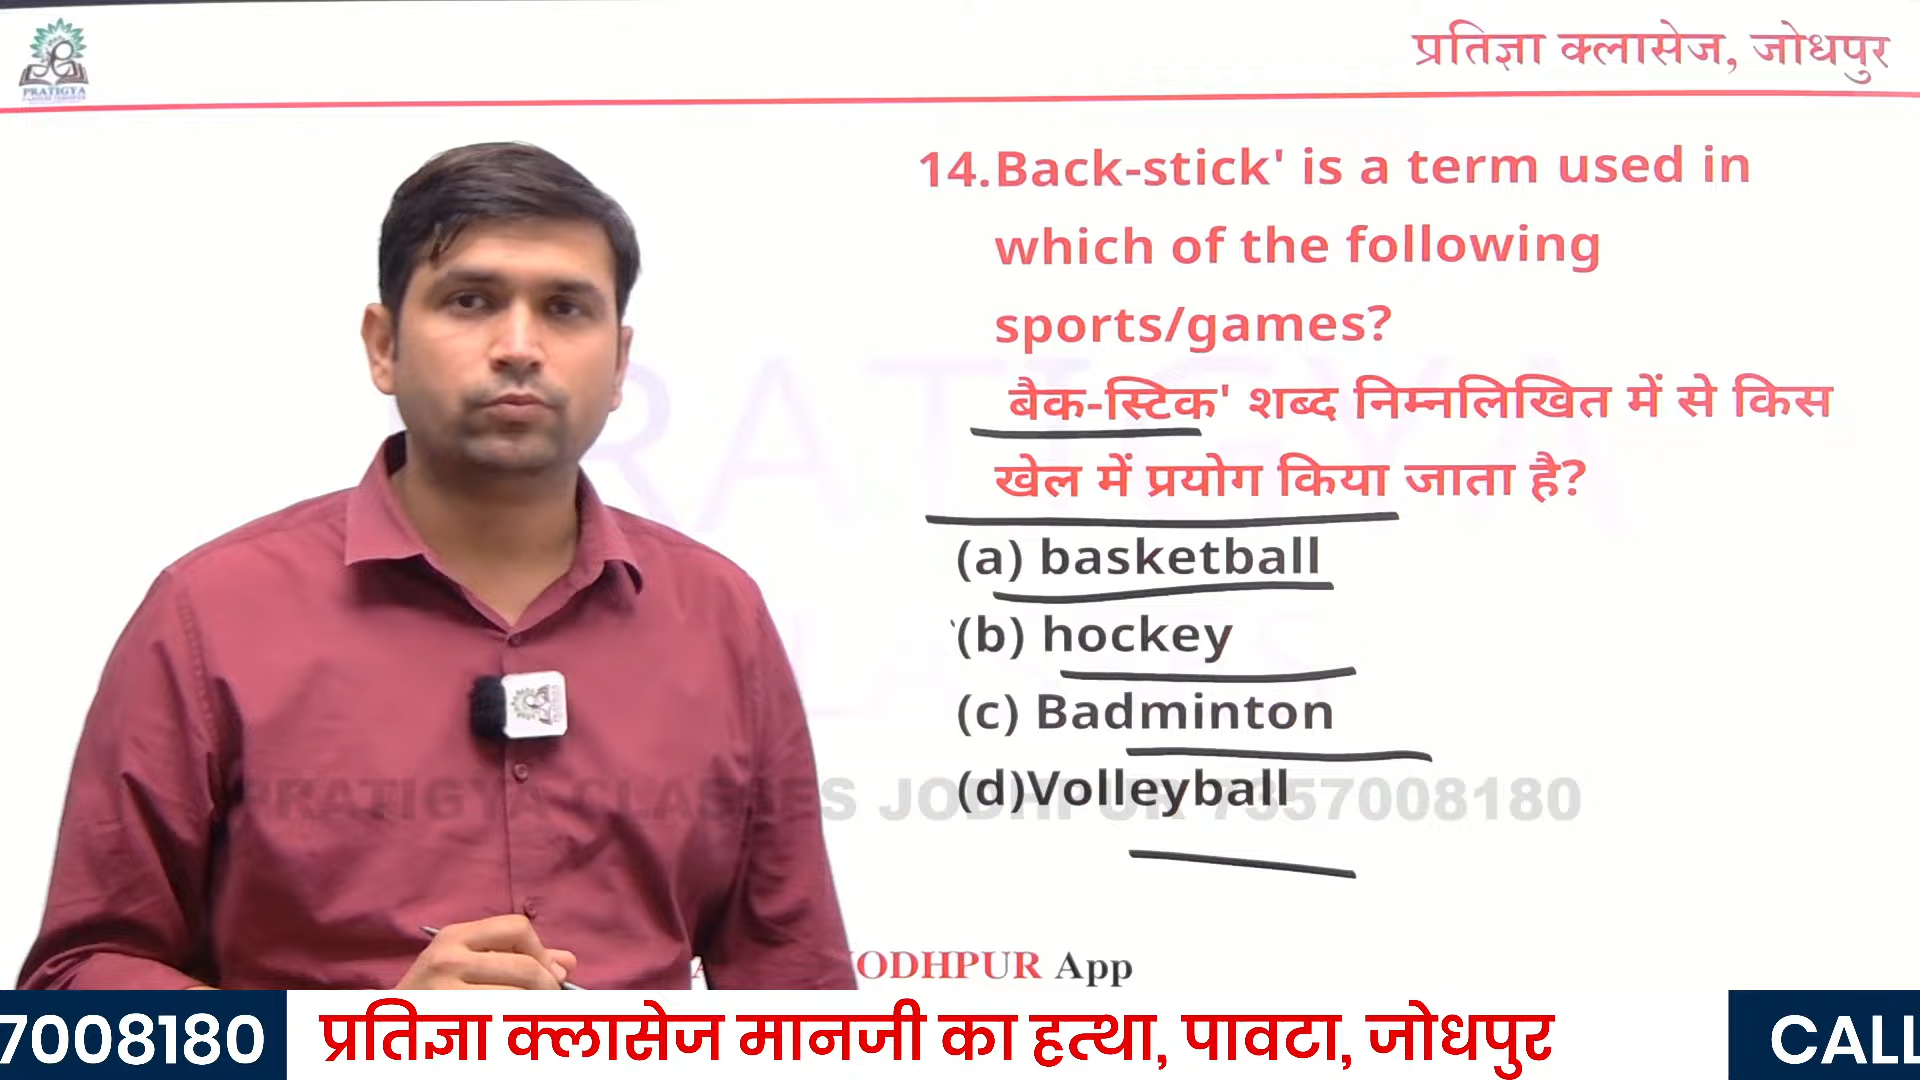 PRATIGYA
प्रतिज्ञा क्लासेज, जोधपुर
14.Back-stick' is a term used in
which of the following
sports/games?
बैक-स्टिक' शब्द निम्नलिखित में से किस
खेल में प्रयोग किया जाता है?
(a) basketball
(b) hockey
(c) Badminton
(d)Volleyball
PRATIGYA CLASSES JODHPUR 7357008180
JODHPUR App
7008180 प्रतिज्ञा क्लासेज मानजी का हत्था, पावटा, जोधपुर CALL